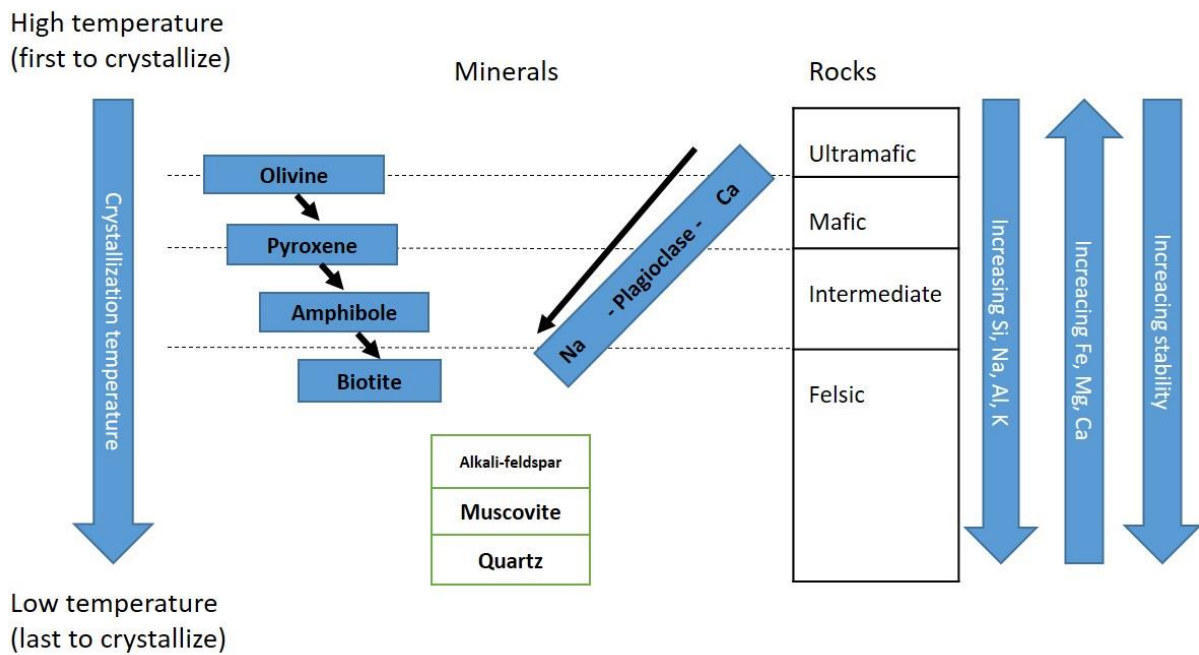 High temperature
(first to crystallize)
Minerals
Rocks
Crystallization temperature
Olivine
Pyroxene
Amphibole
Biotite
Na - Plagioclase - Ca
Alkali-feldspar
Muscovite
Quartz
Ultramafic
Mafic
Intermediate
Felsic
Increasing Si, Na, Al, K
Increacing Fe, Mg, Ca
Increacing stability
Low temperature
(last to crystallize)